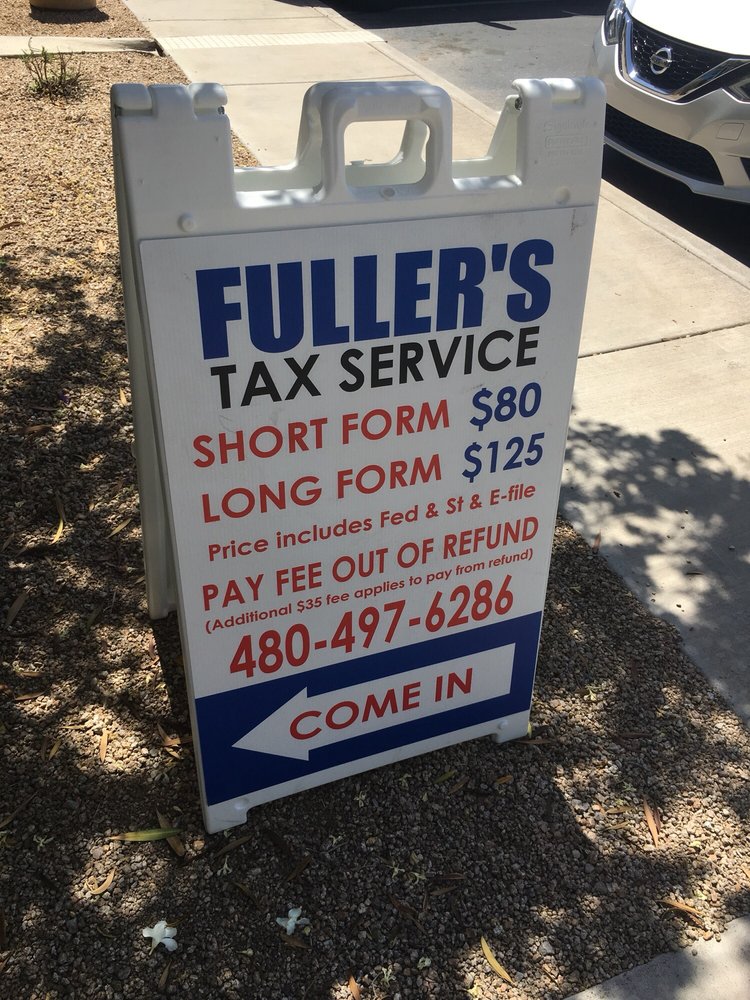 FULLER'S
TAX SERVICE
SHORT FORM $80
LONG FORM $125
Price includes Fed & St & E-file
PAY FEE OUT OF REFUND
(Additional $35 fee applies to pay from refund)
480-497-6286
COME IN